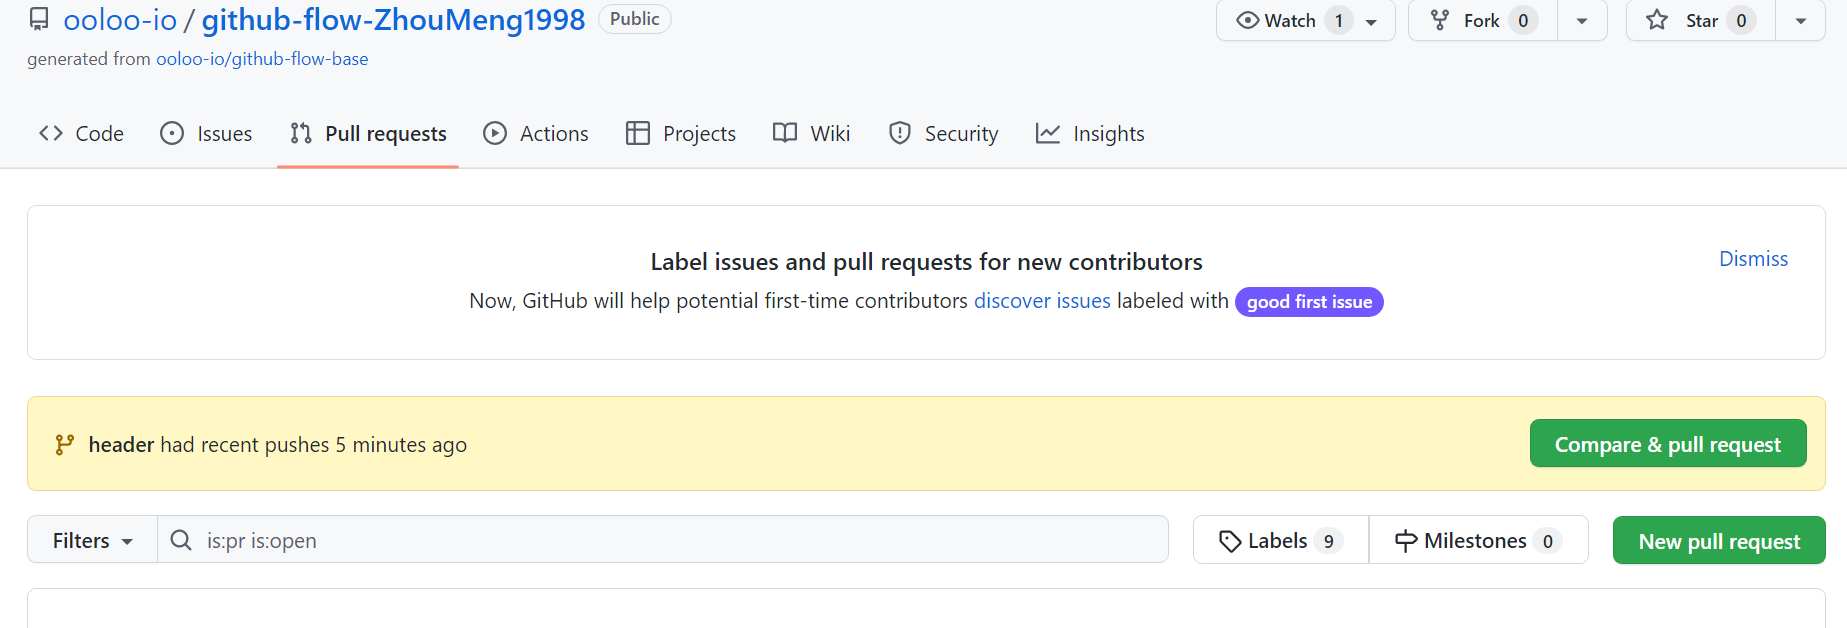 ooloo-io / github-flow-ZhouMeng1998 Public Watch 1 Fork 0 Star 0
generated from ooloo-io/github-flow-base
Code Issues Pull requests Actions Projects Wiki Security Insights
Label issues and pull requests for new contributors
Dismiss
Now, GitHub will help potential first-time contributors discover issues labeled with good first issue
header had recent pushes 5 minutes ago Compare & pull request
Filters is:pr is:open Labels 9 Milestones 0 New pull request